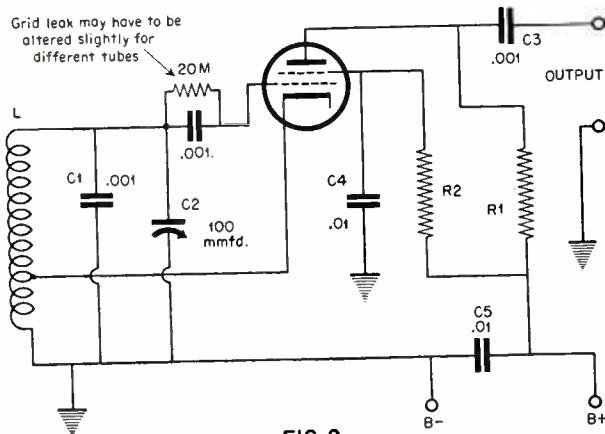 Grid leak may have to be
altered slightly for
different tubes
20M
C3
.001
OUTPUT
L
.001.
C1
.001
C2
100
mmfd.
C4
.01
R2
R1
C5
.01
B-
B+